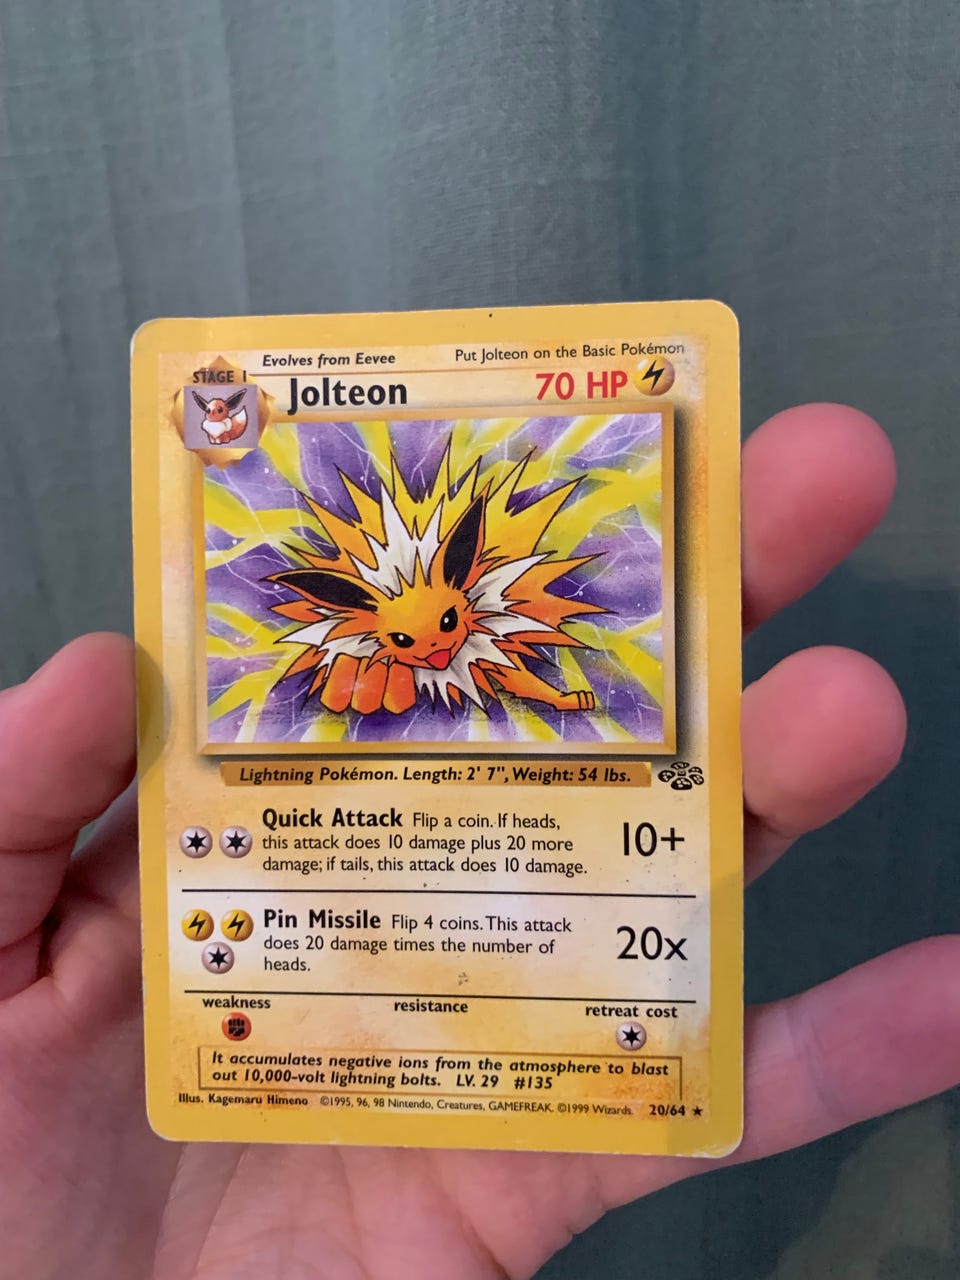 Evolves from Eevee
Put Jolteon on the Basic Pokémon
STAGE 1
Jolteon
70 HP
Lightning Pokémon. Length: 2' 7", Weight: 54 lbs.
Quick Attack Flip a coin. If heads,
this attack does 10 damage plus 20 more
damage; if tails, this attack does 10 damage.
10+
Pin Missile Flip 4 coins. This attack
does 20 damage times the number of
heads.
20x
weakness
resistance
retreat cost
It accumulates negative ions from the atmosphere to blast
out 10,000-volt lightning bolts. LV. 29 #135
Illus. Kagemaru Himeno ©1995, 96, 98 Nintendo, Creatures, GAMEFREAK. ©1999 Wizards. 20/64 ★